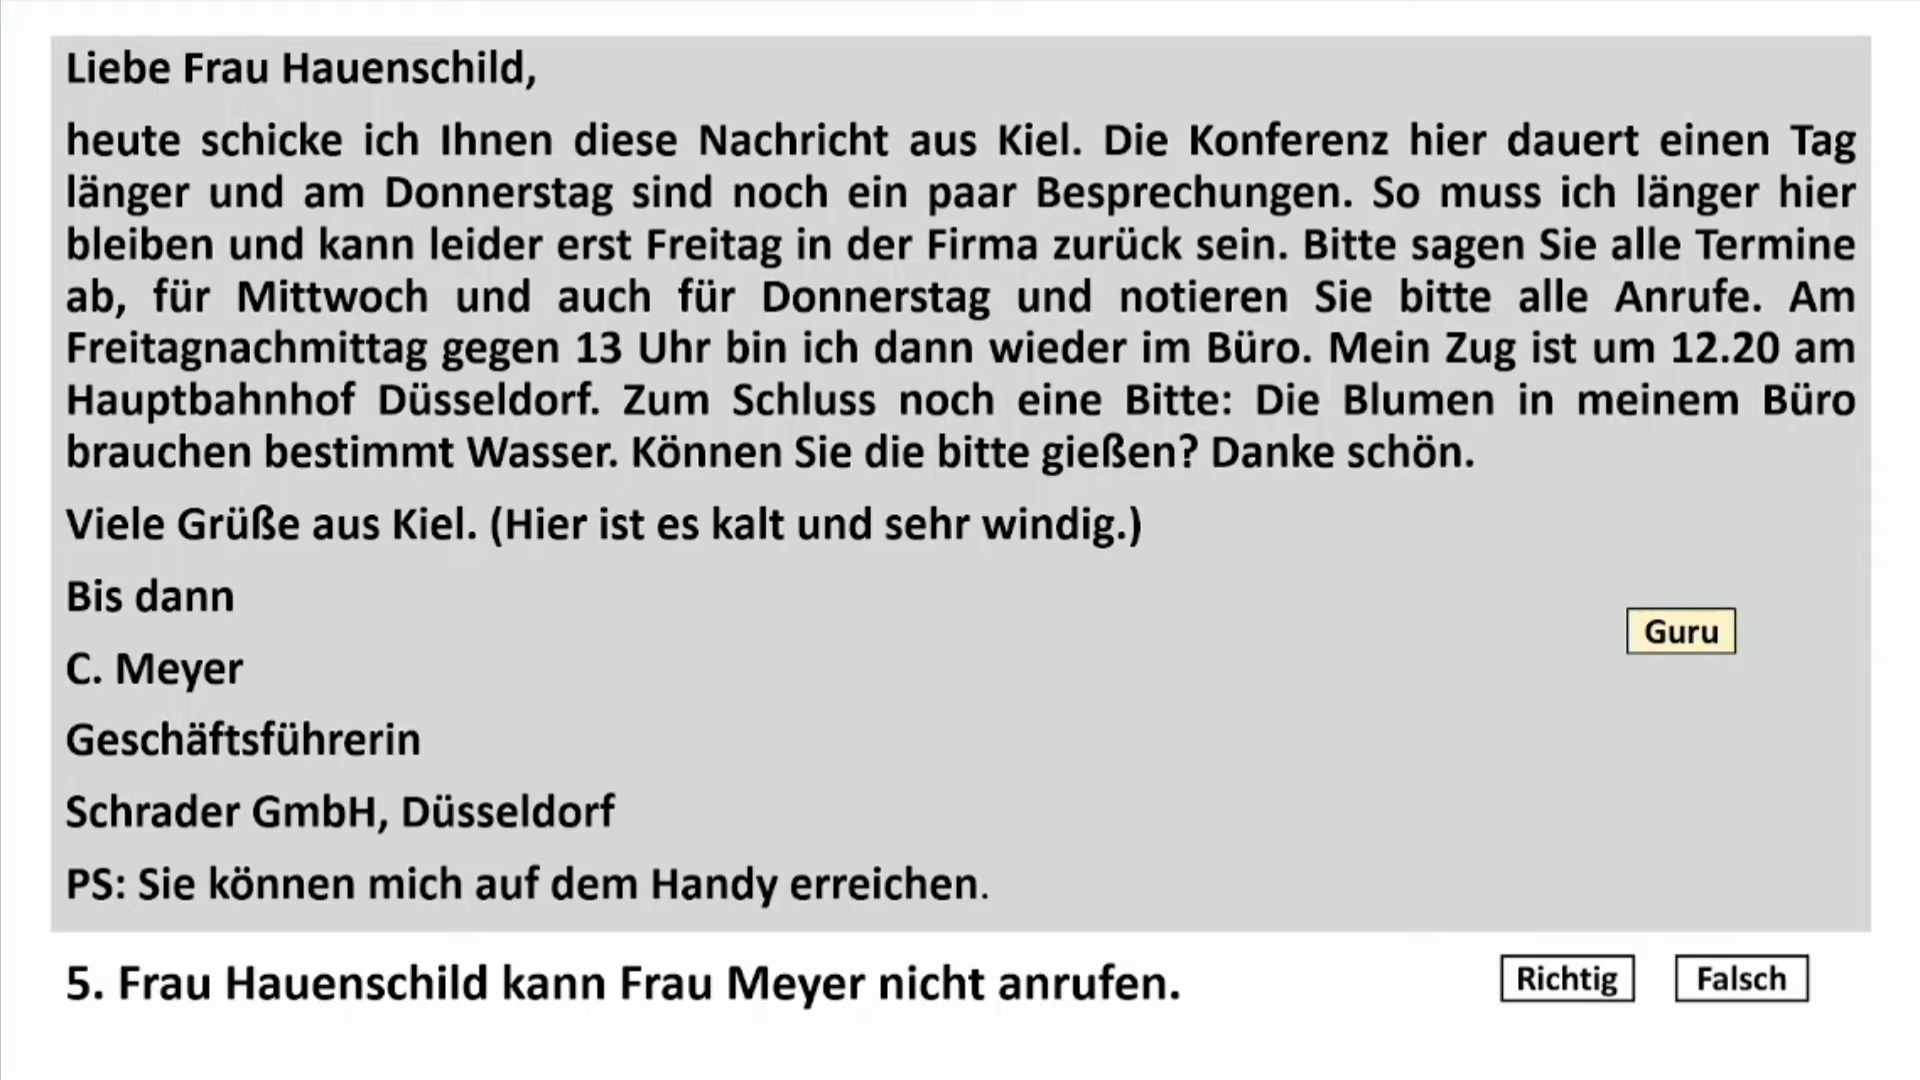 Liebe Frau Hauenschild,
heute schicke ich Ihnen diese Nachricht aus Kiel. Die Konferenz hier dauert einen Tag
länger und am Donnerstag sind noch ein paar Besprechungen. So muss ich länger hier
bleiben und kann leider erst Freitag in der Firma zurück sein. Bitte sagen Sie alle Termine
ab, für Mittwoch und auch für Donnerstag und notieren Sie bitte alle Anrufe. Am
Freitagnachmittag gegen 13 Uhr bin ich dann wieder im Büro. Mein Zug ist um 12.20 am
Hauptbahnhof Düsseldorf. Zum Schluss noch eine Bitte: Die Blumen in meinem Büro
brauchen bestimmt Wasser. Können Sie die bitte gießen? Danke schön.
Viele Grüße aus Kiel. (Hier ist es kalt und sehr windig.)
Bis dann
Guru
C. Meyer
Geschäftsführerin
Schrader GmbH, Düsseldorf
PS: Sie können mich auf dem Handy erreichen.
5. Frau Hauenschild kann Frau Meyer nicht anrufen. Richtig Falsch